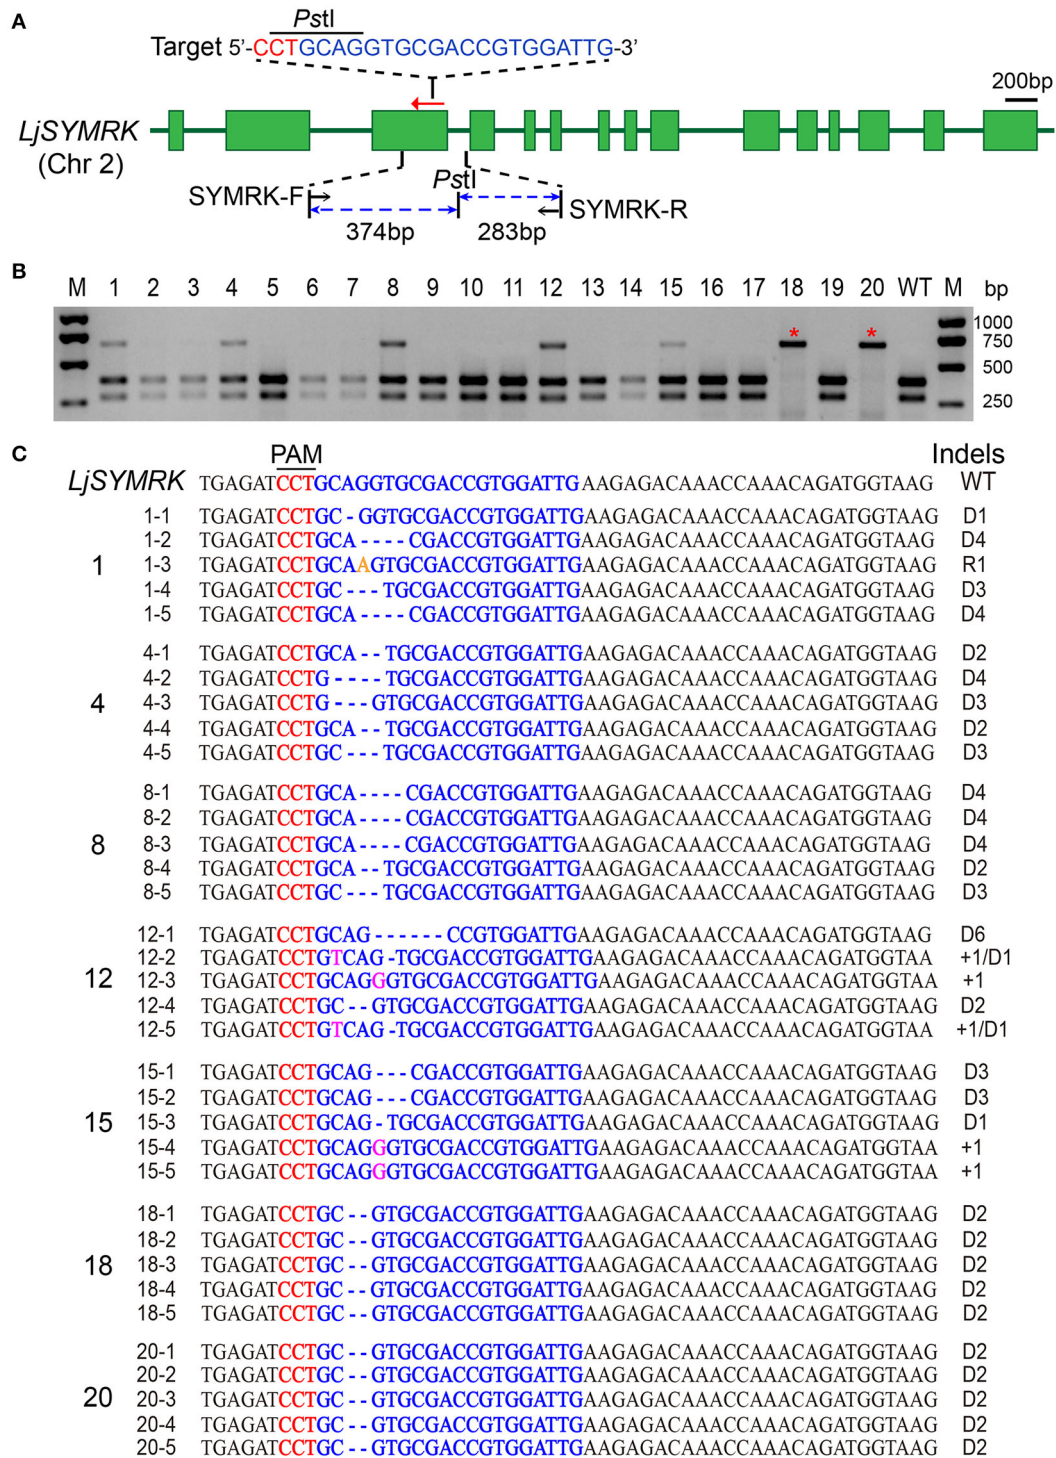 A
PstI
Target 5'-CCTGCAGGTGCGACCGTGGATTG-3'
200bp
LjSYMRK
(Chr 2)
PstI
SYMRK-F
SYMRK-R
374bp
283bp
B
M 1 2 3 4 5 6 7 8 9 10 11 12 13 14 15 16 17 18 19 20 WT M bp
* *
1000
750
500
250
C
PAM
Indels
LjSYMRK TGAGATCCTGCAGGTGCGACCGTGGATTGAAGAGACAAACCAAACAGATGGTAAG WT
1
1-1 TGAGATCCTGC-GGTGCGACCGTGGATTGAAGAGACAAACCAAACAGATGGTAAG D1
1-2 TGAGATCCTGCA----CGACCGTGGATTGAAGAGACAAACCAAACAGATGGTAAG D4
1-3 TGAGATCCTGCAAGTGCGACCGTGGATTGAAGAGACAAACCAAACAGATGGTAAG R1
1-4 TGAGATCCTGC---TGCGACCGTGGATTGAAGAGACAAACCAAACAGATGGTAAG D3
1-5 TGAGATCCTGCA----CGACCGTGGATTGAAGAGACAAACCAAACAGATGGTAAG D4
4
4-1 TGAGATCCTGCA--TGCGACCGTGGATTGAAGAGACAAACCAAACAGATGGTAAG D2
4-2 TGAGATCCTG----TGCGACCGTGGATTGAAGAGACAAACCAAACAGATGGTAAG D4
4-3 TGAGATCCTG---GTGCGACCGTGGATTGAAGAGACAAACCAAACAGATGGTAAG D3
4-4 TGAGATCCTGCA--TGCGACCGTGGATTGAAGAGACAAACCAAACAGATGGTAAG D2
4-5 TGAGATCCTGC---TGCGACCGTGGATTGAAGAGACAAACCAAACAGATGGTAAG D3
8
8-1 TGAGATCCTGCA----CGACCGTGGATTGAAGAGACAAACCAAACAGATGGTAAG D4
8-2 TGAGATCCTGCA----CGACCGTGGATTGAAGAGACAAACCAAACAGATGGTAAG D4
8-3 TGAGATCCTGCA----CGACCGTGGATTGAAGAGACAAACCAAACAGATGGTAAG D4
8-4 TGAGATCCTGCA--TGCGACCGTGGATTGAAGAGACAAACCAAACAGATGGTAAG D2
8-5 TGAGATCCTGC---TGCGACCGTGGATTGAAGAGACAAACCAAACAGATGGTAAG D3
12
12-1 TGAGATCCTGCAG------CCGTGGATTGAAGAGACAAACCAAACAGATGGTAAG D6
12-2 TGAGATCCTGTCAG-TGCGACCGTGGATTGAAGAGACAAACCAAACAGATGGTAA +1/D1
12-3 TGAGATCCTGCAGGGTGCGACCGTGGATTGAAGAGACAAACCAAACAGATGGTAA +1
12-4 TGAGATCCTGC--GTGCGACCGTGGATTGAAGAGACAAACCAAACAGATGGTAAG D2
12-5 TGAGATCCTGTCAG-TGCGACCGTGGATTGAAGAGACAAACCAAACAGATGGTAA +1/D1
15
15-1 TGAGATCCTGCAG---CGACCGTGGATTGAAGAGACAAACCAAACAGATGGTAAG D3
15-2 TGAGATCCTGCAG---CGACCGTGGATTGAAGAGACAAACCAAACAGATGGTAAG D3
15-3 TGAGATCCTGCAG-TGCGACCGTGGATTGAAGAGACAAACCAAACAGATGGTAAG D1
15-4 TGAGATCCTGCAGGGTGCGACCGTGGATTGAAGAGACAAACCAAACAGATGGTAA +1
15-5 TGAGATCCTGCAGGGTGCGACCGTGGATTGAAGAGACAAACCAAACAGATGGTAA +1
18
18-1 TGAGATCCTGC--GTGCGACCGTGGATTGAAGAGACAAACCAAACAGATGGTAAG D2
18-2 TGAGATCCTGC--GTGCGACCGTGGATTGAAGAGACAAACCAAACAGATGGTAAG D2
18-3 TGAGATCCTGC--GTGCGACCGTGGATTGAAGAGACAAACCAAACAGATGGTAAG D2
18-4 TGAGATCCTGC--GTGCGACCGTGGATTGAAGAGACAAACCAAACAGATGGTAAG D2
18-5 TGAGATCCTGC--GTGCGACCGTGGATTGAAGAGACAAACCAAACAGATGGTAAG D2
20
20-1 TGAGATCCTGC--GTGCGACCGTGGATTGAAGAGACAAACCAAACAGATGGTAAG D2
20-2 TGAGATCCTGC--GTGCGACCGTGGATTGAAGAGACAAACCAAACAGATGGTAAG D2
20-3 TGAGATCCTGC--GTGCGACCGTGGATTGAAGAGACAAACCAAACAGATGGTAAG D2
20-4 TGAGATCCTGC--GTGCGACCGTGGATTGAAGAGACAAACCAAACAGATGGTAAG D2
20-5 TGAGATCCTGC--GTGCGACCGTGGATTGAAGAGACAAACCAAACAGATGGTAAG D2